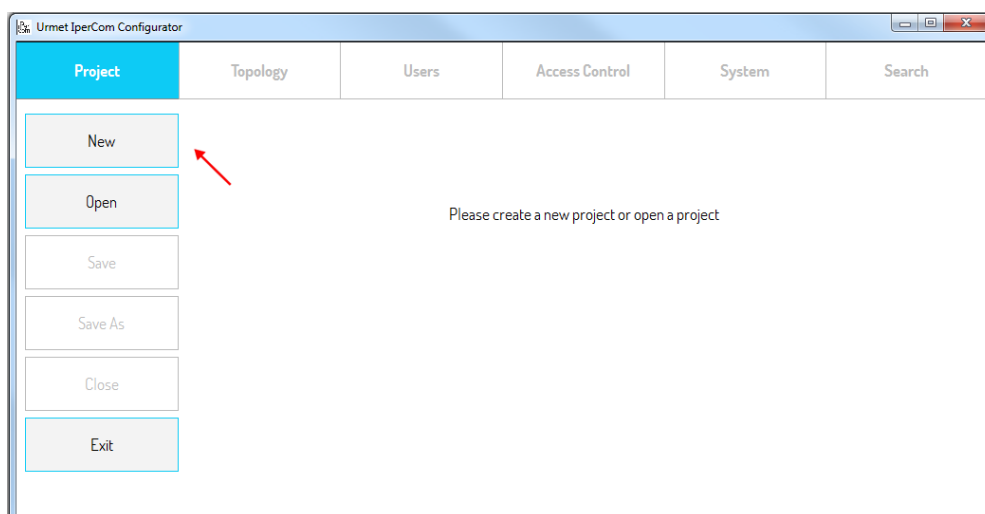 Urmet IperCom Configurator
Project Topology Users Access Control System Search
New
Open
Please create a new project or open a project
Save
Save As
Close
Exit